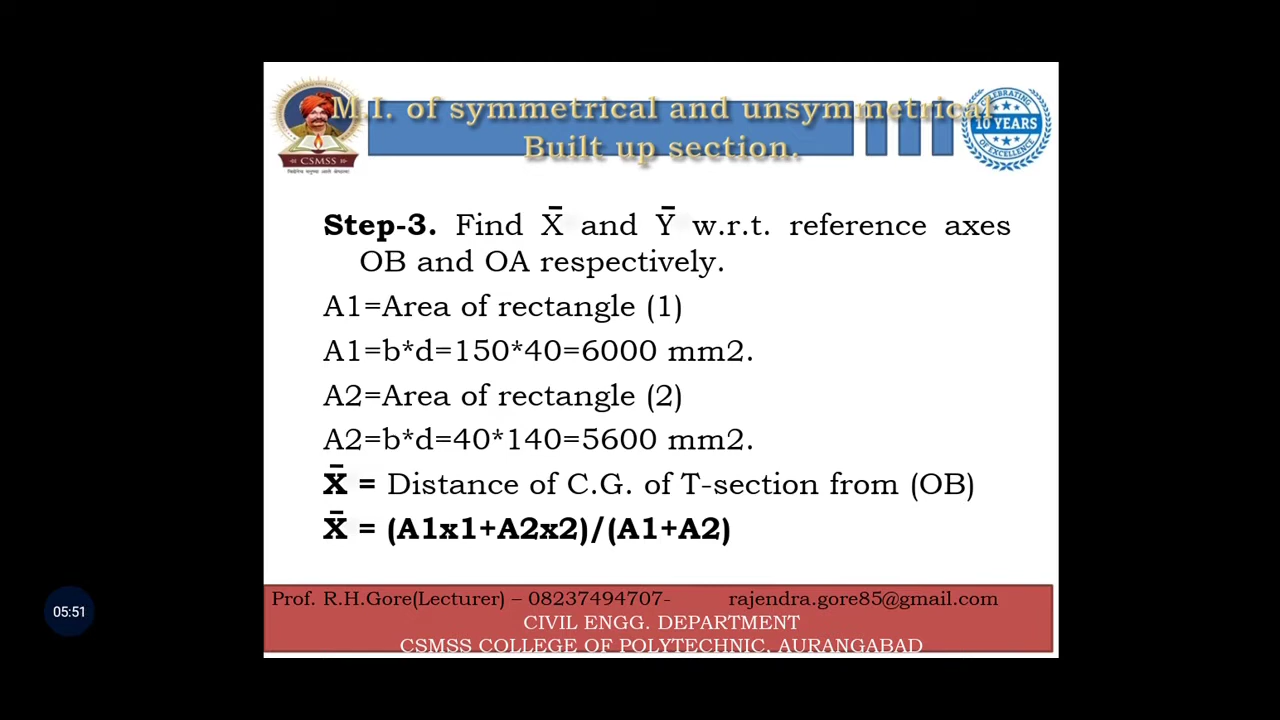 M.I. of symmetrical and unsymmetrical
Built up section.
CSMSS
CELEBRATING
10 YEARS
OF EXCELLENCE
Step-3. Find X̄ and Ȳ w.r.t. reference axes
OB and OA respectively.
A1=Area of rectangle (1)
A1=b*d=150*40=6000 mm2.
A2=Area of rectangle (2)
A2=b*d=40*140=5600 mm2.
X̄ = Distance of C.G. of T-section from (OB)
X̄ = (A1x1+A2x2)/(A1+A2)
05:51
Prof. R.H.Gore(Lecturer) – 08237494707- rajendra.gore85@gmail.com
CIVIL ENGG. DEPARTMENT
CSMSS COLLEGE OF POLYTECHNIC, AURANGABAD